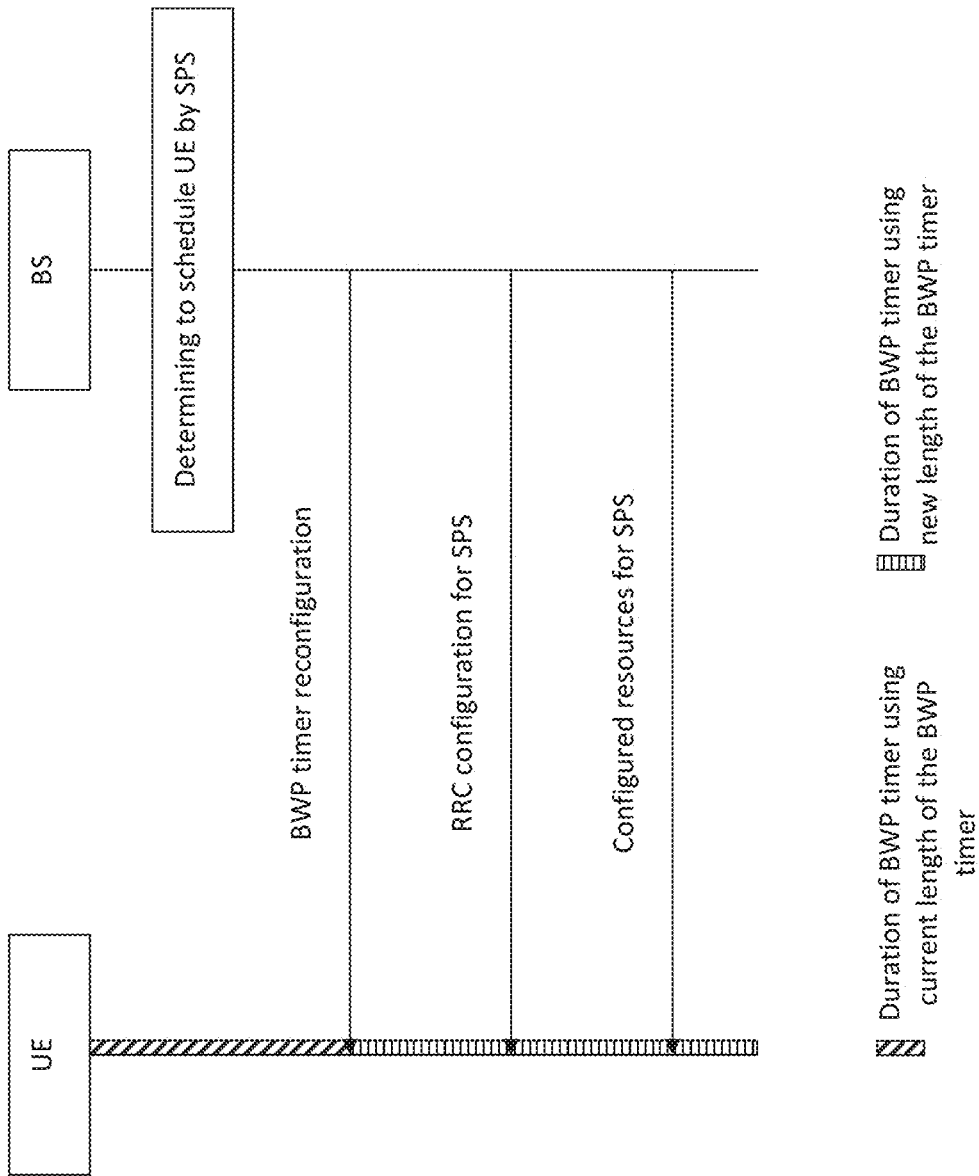 UE
BS
Determining to schedule UE by SPS
BWP timer reconfiguration
RRC configuration for SPS
Configured resources for SPS
Duration of BWP timer using
current length of the BWP
timer
Duration of BWP timer using
new length of the BWP timer